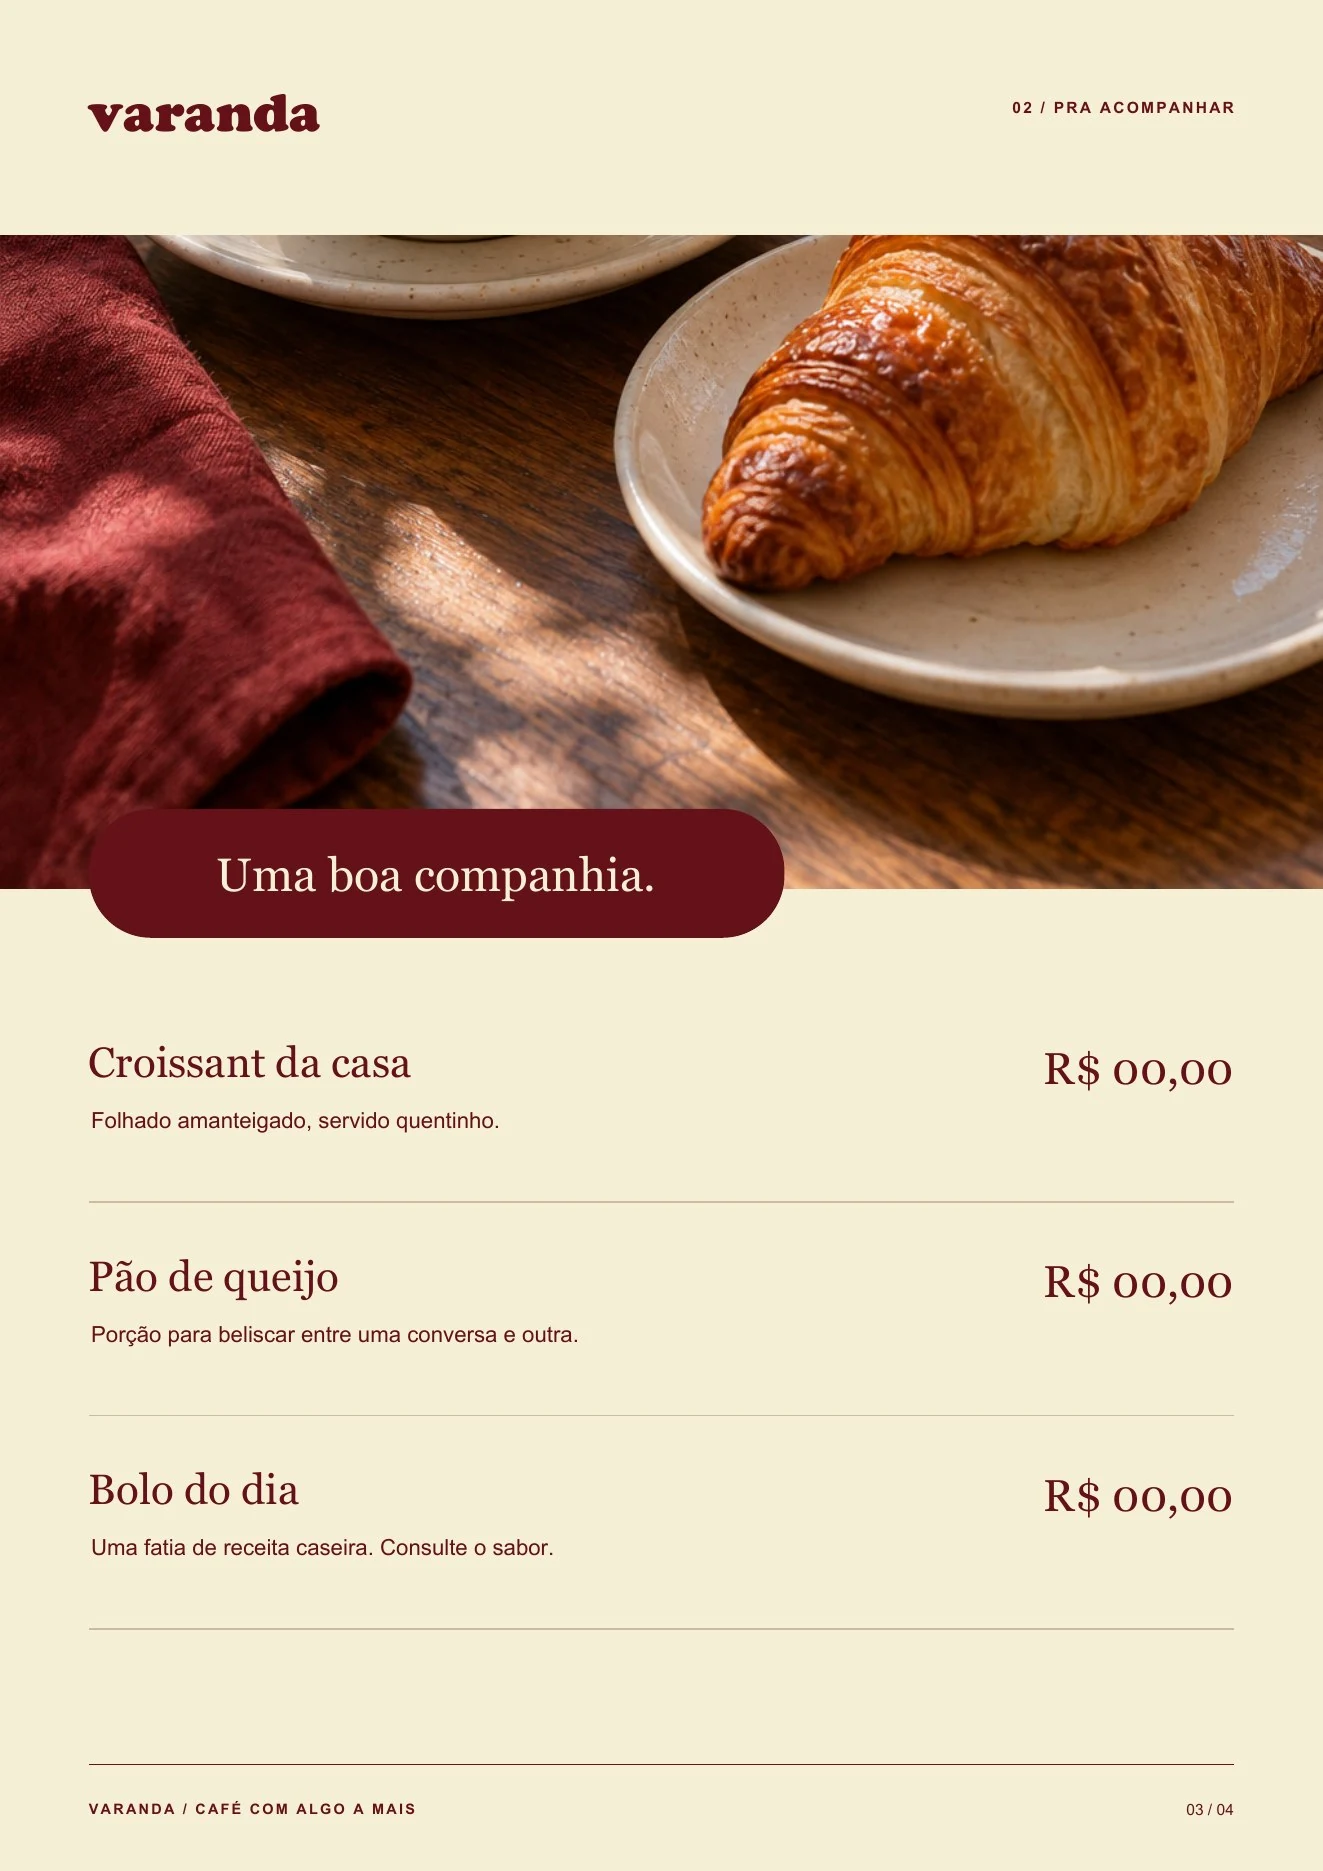 varanda
02 / PRA ACOMPANHAR
Uma boa companhia.
Croissant da casa
R$ 00,00
Folhado amanteigado, servido quentinho.
Pão de queijo
R$ 00,00
Porção para beliscar entre uma conversa e outra.
Bolo do dia
R$ 00,00
Uma fatia de receita caseira. Consulte o sabor.
VARANDA / CAFÉ COM ALGO A MAIS
03 / 04